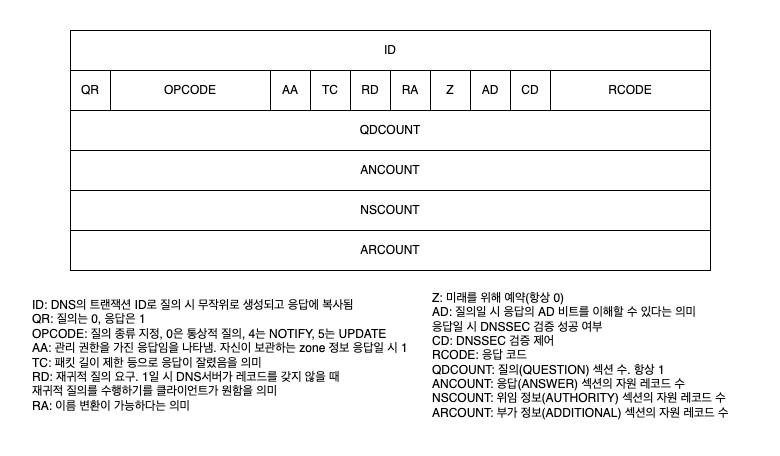 ID
QR OPCODE AA TC RD RA Z AD CD RCODE
QDCOUNT
ANCOUNT
NSCOUNT
ARCOUNT
ID: DNS의 트랜잭션 ID로 질의 시 무작위로 생성되고 응답에 복사됨
QR: 질의는 0, 응답은 1
OPCODE: 질의 종류 지정, 0은 통상적 질의, 4는 NOTIFY, 5는 UPDATE
AA: 관리 권한을 가진 응답임을 나타냄. 자신이 보관하는 zone 정보 응답일 시 1
TC: 패킷 길이 제한 등으로 응답이 잘렸음을 의미
RD: 재귀적 질의 요구. 1일 시 DNS서버가 레코드를 갖지 않을 때
재귀적 질의를 수행하기를 클라이언트가 원함을 의미
RA: 이름 변환이 가능하다는 의미
Z: 미래를 위해 예약(항상 0)
AD: 질의일 시 응답의 AD 비트를 이해할 수 있다는 의미
응답일 시 DNSSEC 검증 성공 여부
CD: DNSSEC 검증 제어
RCODE: 응답 코드
QDCOUNT: 질의(QUESTION) 섹션 수. 항상 1
ANCOUNT: 응답(ANSWER) 섹션의 자원 레코드 수
NSCOUNT: 위임 정보(AUTHORITY) 섹션의 자원 레코드 수
ARCOUNT: 부가 정보(ADDITIONAL) 섹션의 자원 레코드 수